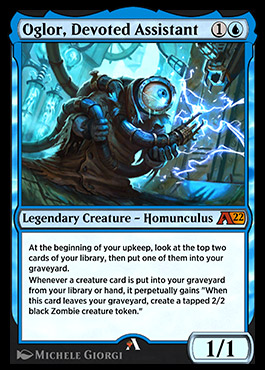 Oglor, Devoted Assistant 1
Legendary Creature – Homunculus A22
At the beginning of your upkeep, look at the top two
cards of your library, then put one of them into your
graveyard.
Whenever a creature card is put into your graveyard
from your library or hand, it perpetually gains "When
this card leaves your graveyard, create a tapped 2/2
black Zombie creature token."
Michele Giorgi
1/1